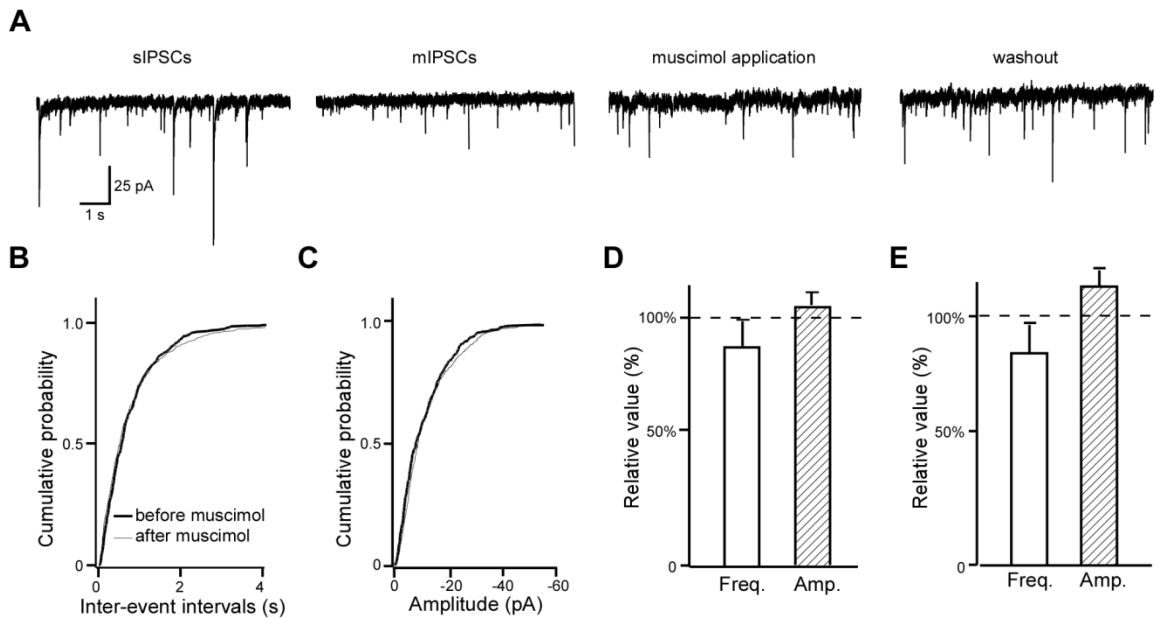 A
sIPSCs
mIPSCs
muscimol application
washout
25 pA
1 s
B
C
D
E
Cumulative probability
1.0
0.5
0
before muscimol
after muscimol
0
2
4
Inter-event intervals (s)
Cumulative probability
1.0
0.5
0
0
-20
-40
-60
Amplitude (pA)
Relative value (%)
100%
50%
0
Freq.
Amp.
Relative value (%)
100%
50%
0
Freq.
Amp.